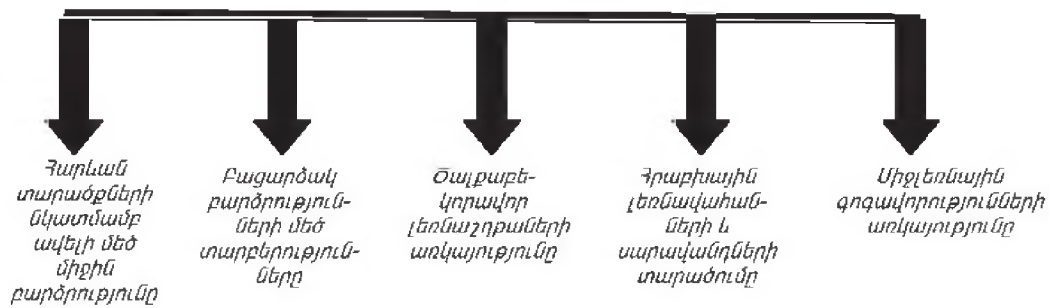 Հարևան
տարածքների
նկատմամբ
ավելի մեծ
միջին
բարձրությունը
Բացարձակ
բարձրություն-
ների մեծ
տարբերություն-
ները
Ծալքաբե-
կորավոր
լեռնաշղթաների
առկայությունը
Հրաբխային
լեռնավահան-
ների և
սարավանդների
տարածումը
Միջլեռնային
գոգավորությունների
առկայությունը